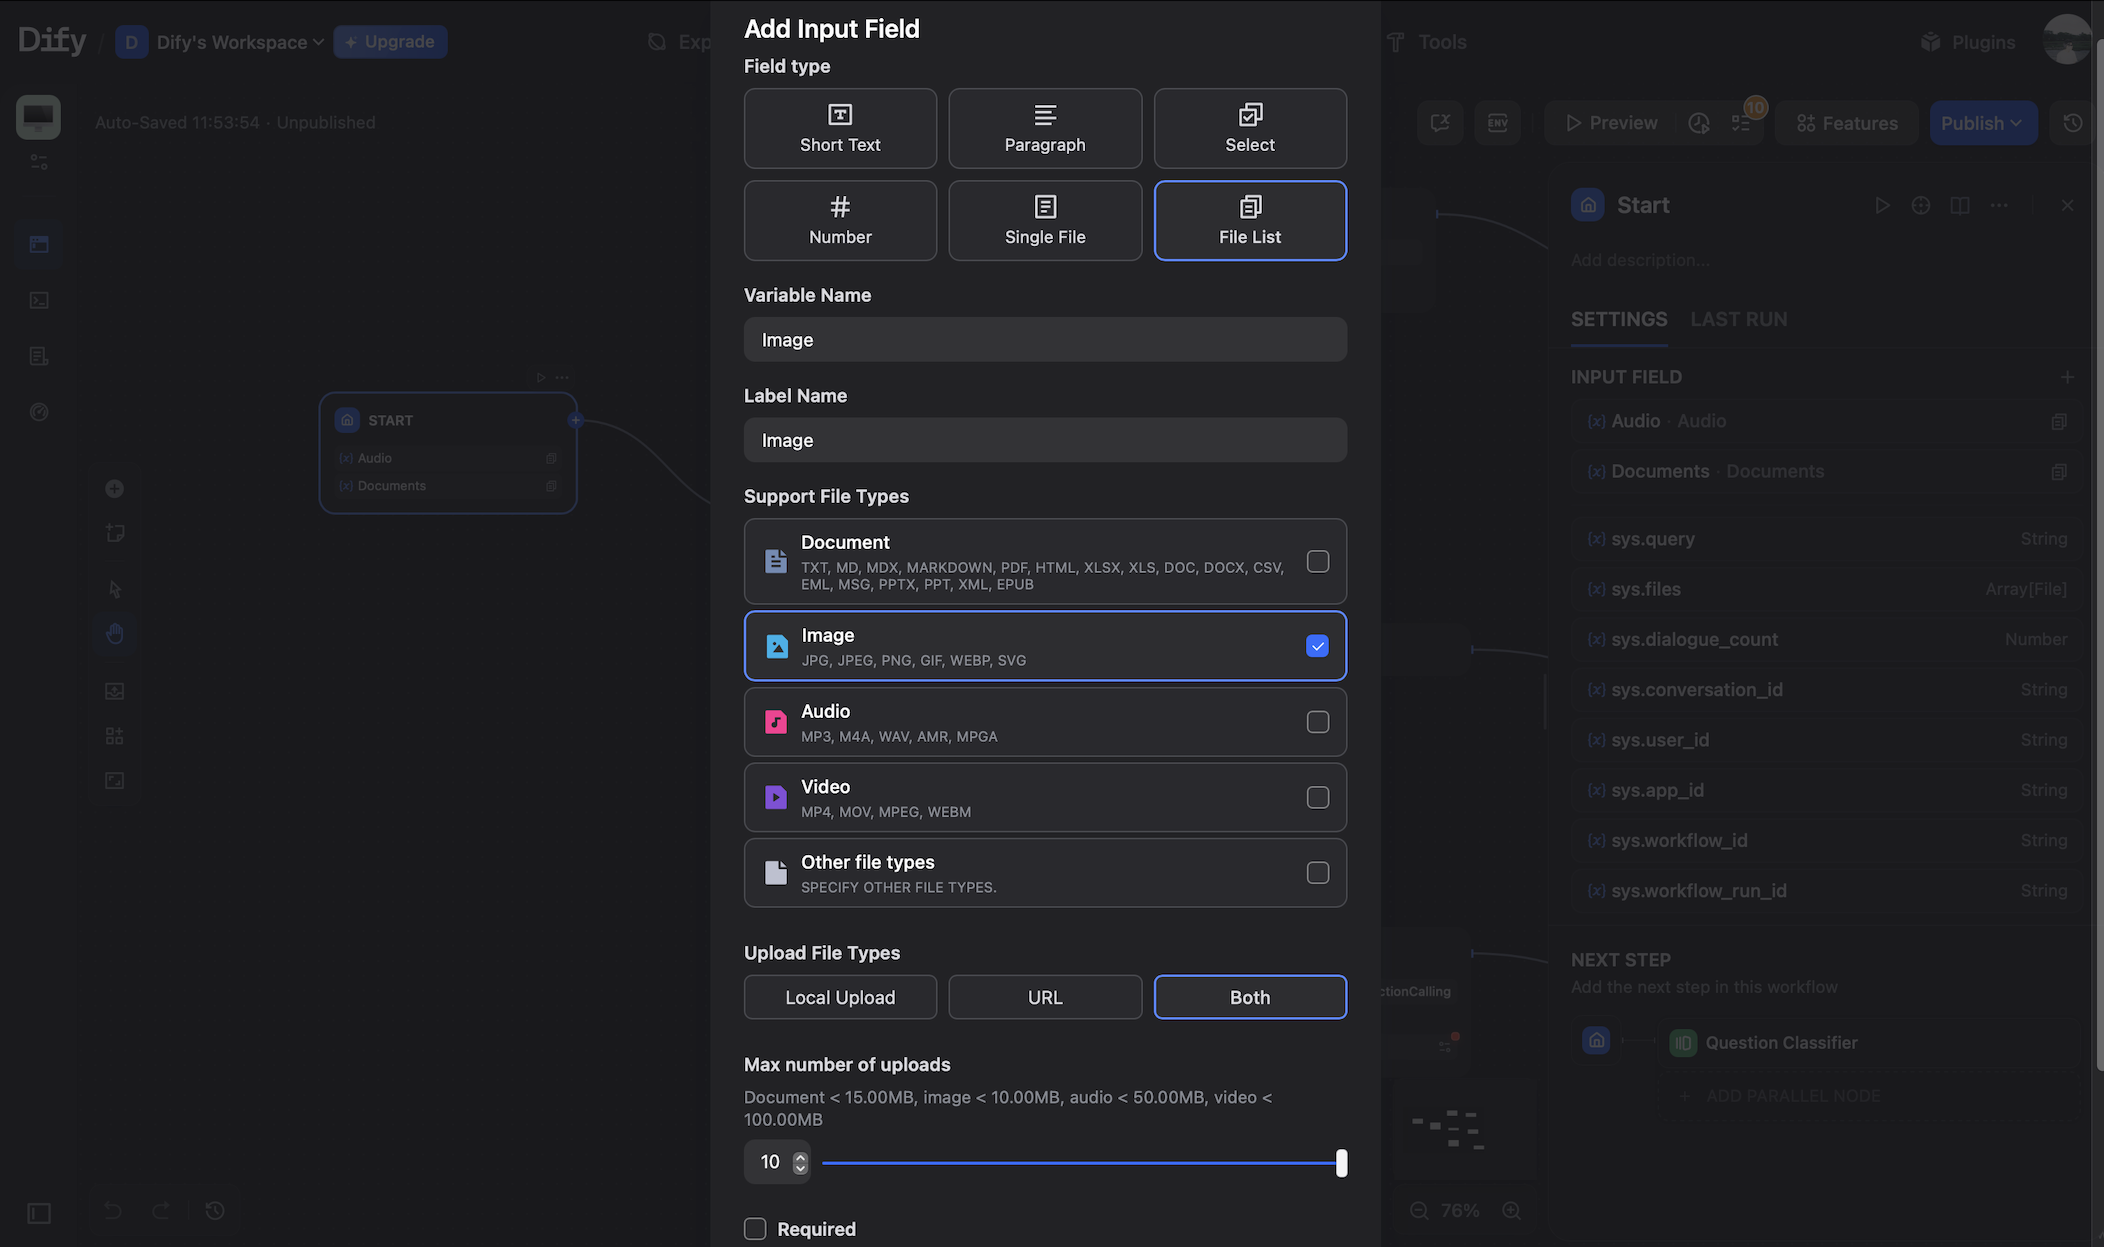 Dify / D Dify's Workspace Upgrade
Exp
Tools
Plugins
Auto-Saved 11:53:54 · Unpublished
ENV
Preview
10
Features
Publish
START
Audio
Documents
Add Input Field
Field type
Short Text
Paragraph
Select
Number
Single File
File List
Variable Name
Image
Label Name
Image
Support File Types
Document
TXT, MD, MDX, MARKDOWN, PDF, HTML, XLSX, XLS, DOC, DOCX, CSV,
EML, MSG, PPTX, PPT, XML, EPUB
Image
JPG, JPEG, PNG, GIF, WEBP, SVG
Audio
MP3, M4A, WAV, AMR, MPGA
Video
MP4, MOV, MPEG, WEBM
Other file types
SPECIFY OTHER FILE TYPES.
Upload File Types
Local Upload
URL
Both
Max number of uploads
Document < 15.00MB, image < 10.00MB, audio < 50.00MB, video <
100.00MB
10
Required
ctionCalling
76%
Start
Add description...
SETTINGS LAST RUN
INPUT FIELD
{x} Audio · Audio
{x} Documents · Documents
{x} sys.query String
{x} sys.files Array[File]
{x} sys.dialogue_count Number
{x} sys.conversation_id String
{x} sys.user_id String
{x} sys.app_id String
{x} sys.workflow_id String
{x} sys.workflow_run_id String
NEXT STEP
Add the next step in this workflow
Question Classifier
+ ADD PARALLEL NODE